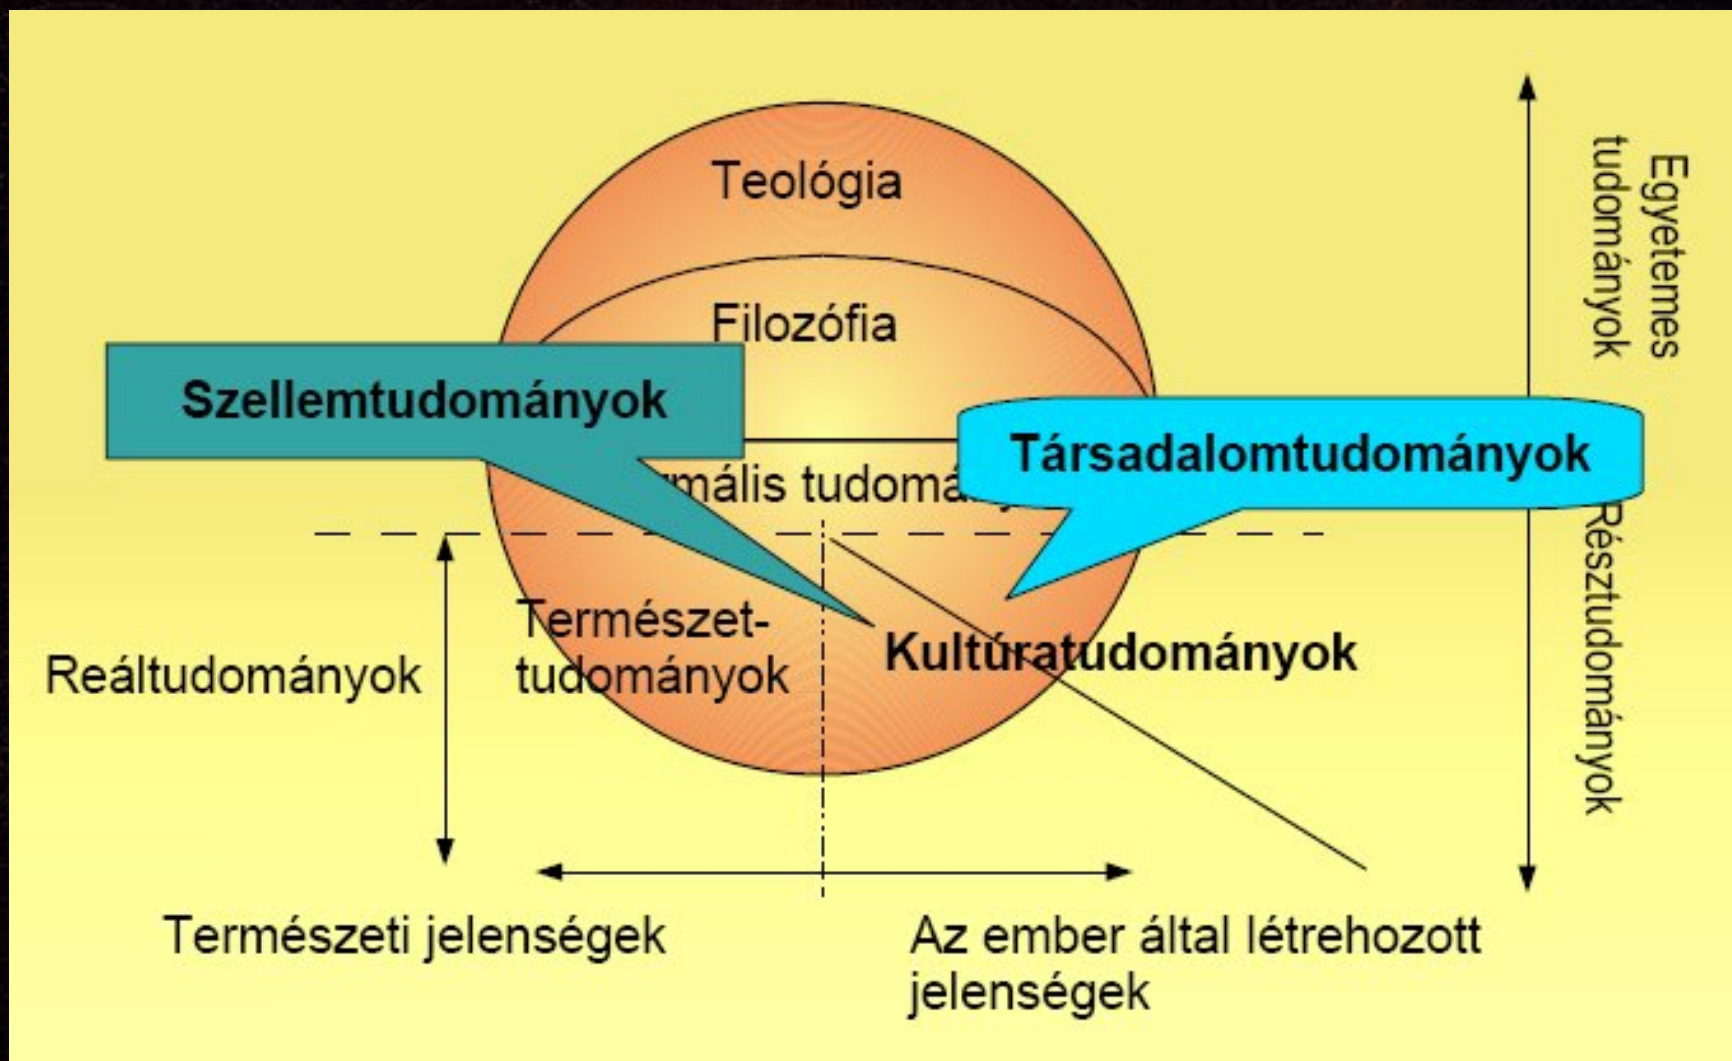 Teológia
Filozófia
Egyetemes
tudományok
Szellemtudományok
Társadalomtudományok
Résztudományok
Természet-
tudományok
Reáltudományok
Kultúratudományok
Természeti jelenségek
Az ember által létrehozott
jelenségek